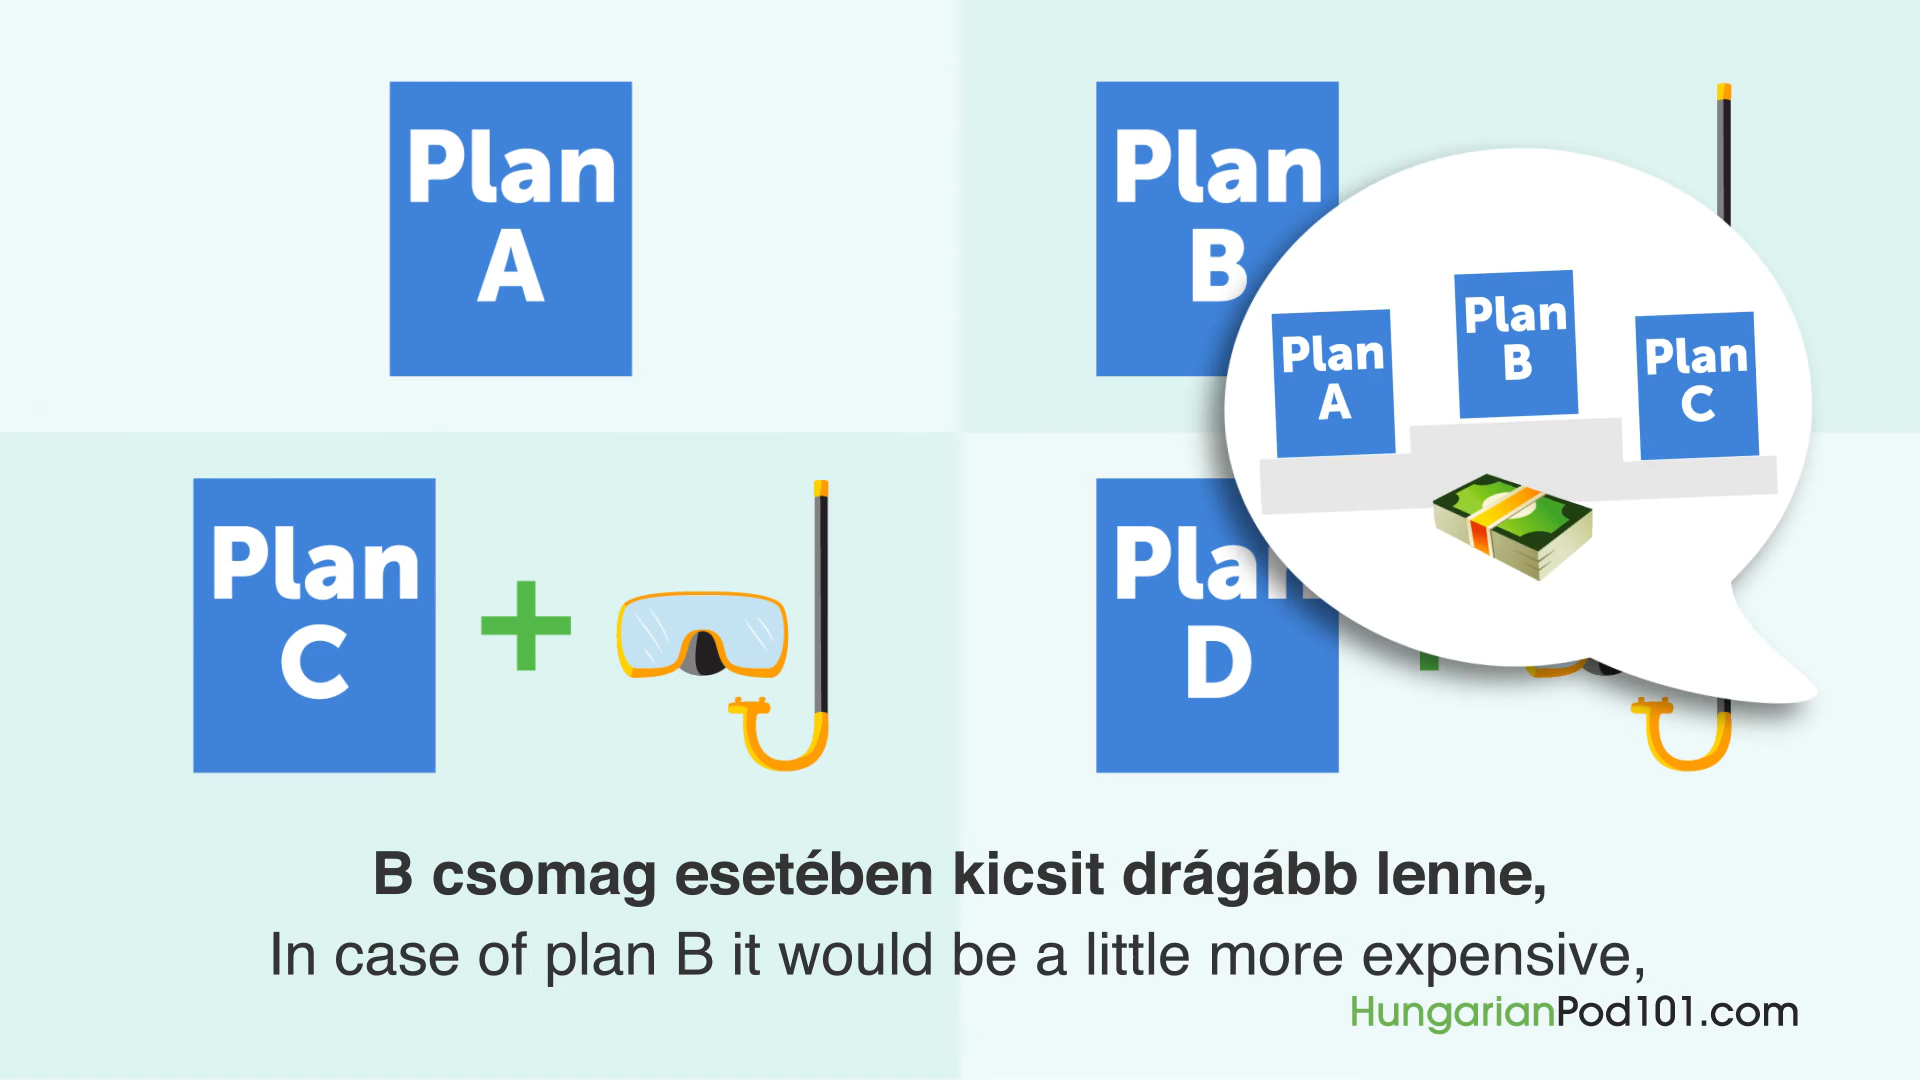 Plan
A
Plan
B
Plan
A
Plan
B
Plan
C
Plan
C
Plan
D
B csomag esetében kicsit drágább lenne,
In case of plan B it would be a little more expensive,
HungarianPod101.com